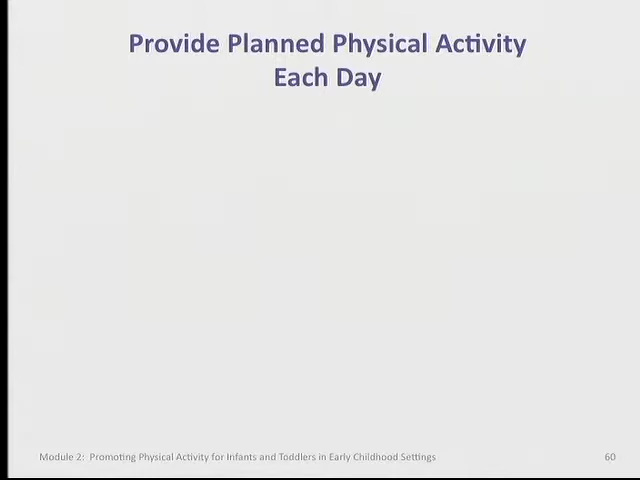 Provide Planned Physical Activity
Each Day
Module 2: Promoting Physical Activity for Infants and Toddlers in Early Childhood Settings
60